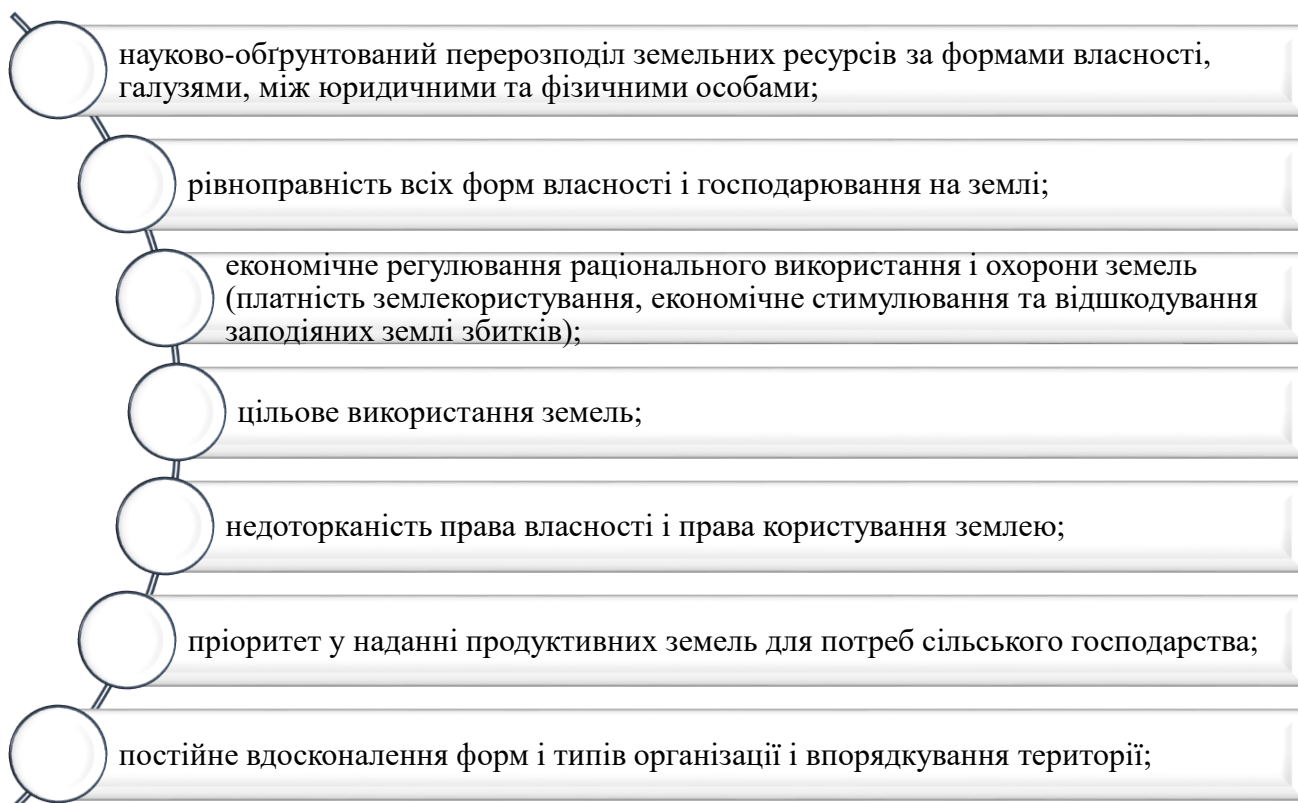 науково-обґрунтований перерозподіл земельних ресурсів за формами власності,
галузями, між юридичними та фізичними особами;
рівноправність всіх форм власності і господарювання на землі;
економічне регулювання раціонального використання і охорони земель
(платність землекористування, економічне стимулювання та відшкодування
заподіяних землі збитків);
цільове використання земель;
недоторканість права власності і права користування землею;
пріоритет у наданні продуктивних земель для потреб сільського господарства;
постійне вдосконалення форм і типів організації і впорядкування території;